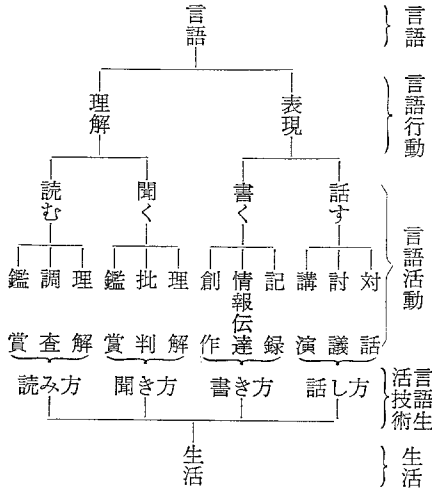 言語
言語
理解
表現
言語行動
読む
聞く
書く
話す
言語活動
鑑賞
調査
理解
鑑賞
批判
理解
創作
情報伝達
記録
講演
討議
対話
読み方
聞き方
書き方
話し方
言語生
活技術
生活
生活